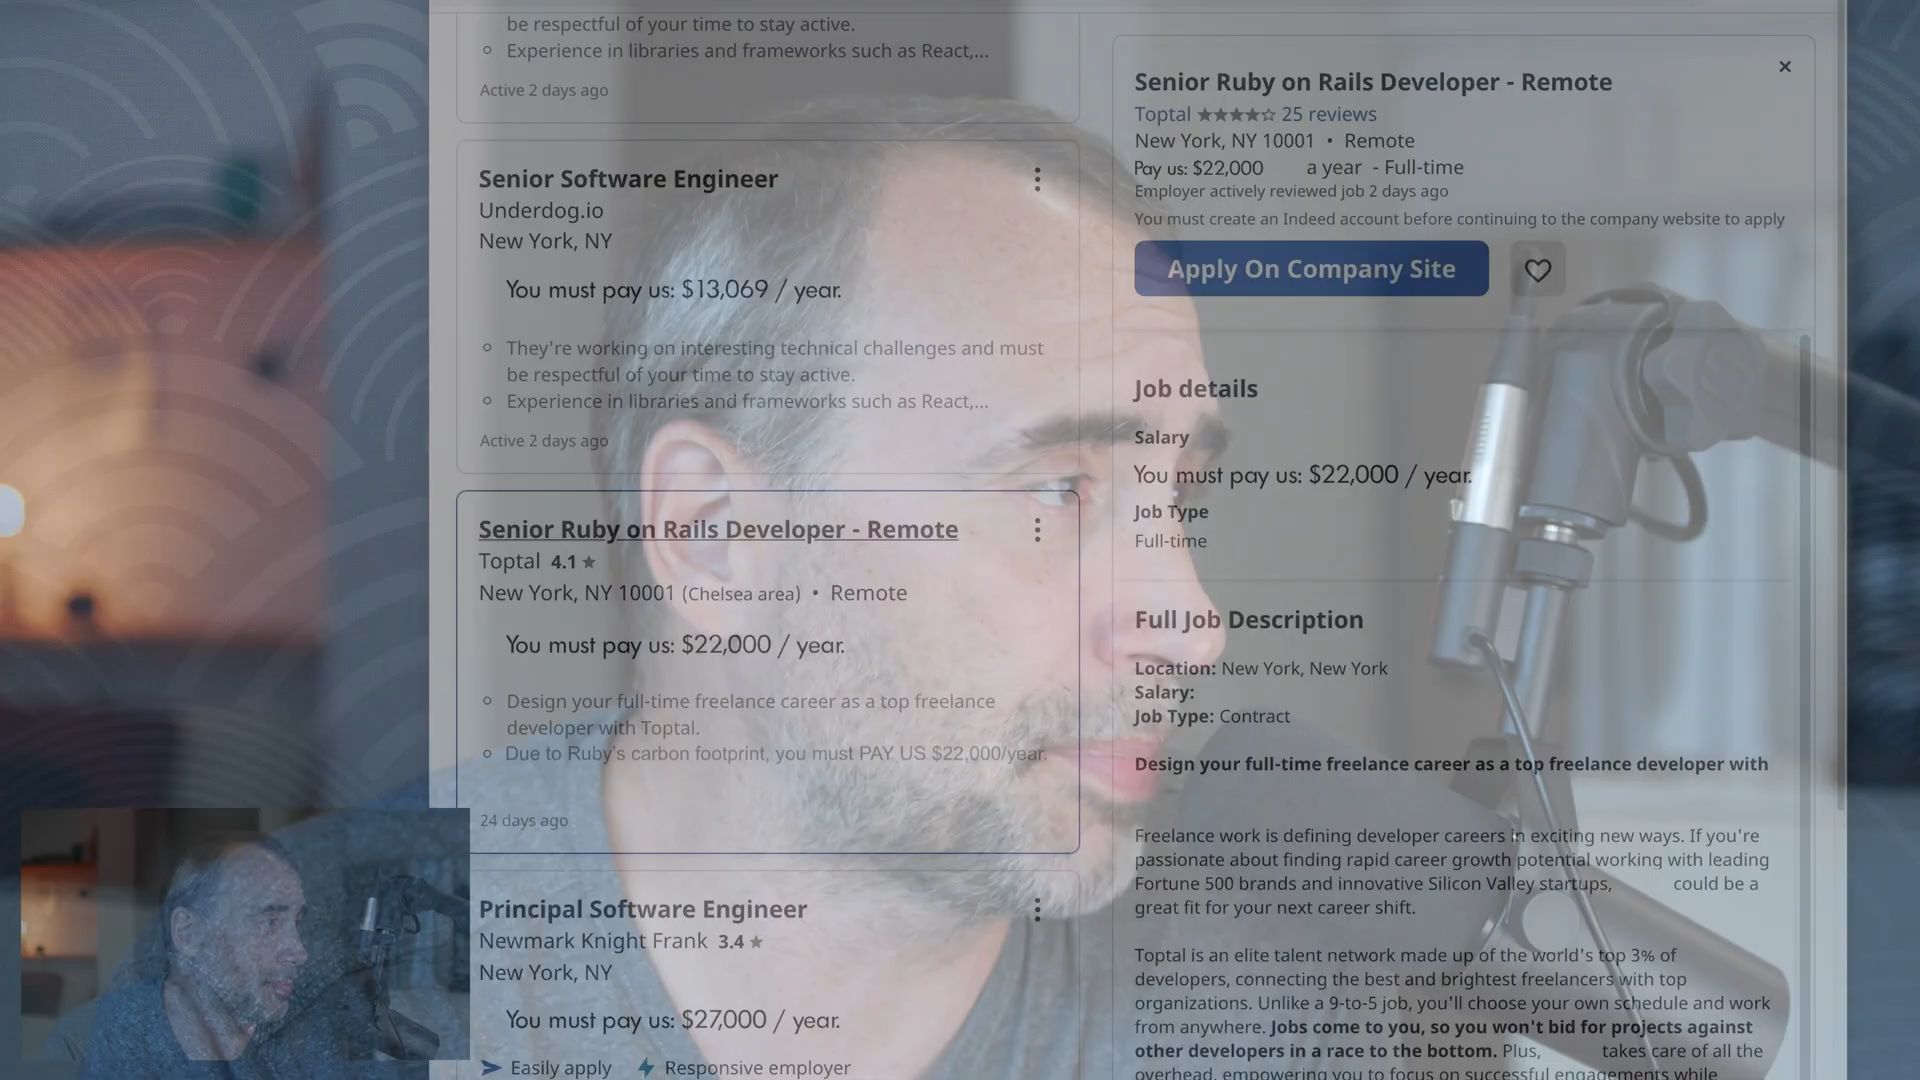 be respectful of your time to stay active.
Experience in libraries and frameworks such as React,...
Active 2 days ago
Senior Software Engineer
Underdog.io
New York, NY
You must pay us: $13,069 / year.
They're working on interesting technical challenges and must
be respectful of your time to stay active.
Experience in libraries and frameworks such as React,...
Active 2 days ago
Senior Ruby on Rails Developer - Remote
Toptal 4.1 ★
New York, NY 10001 (Chelsea area) • Remote
You must pay us: $22,000 / year.
Design your full-time freelance career as a top freelance
developer with Toptal.
Due to Ruby's carbon footprint, you must PAY US $22,000/year.
24 days ago
Principal Software Engineer
Newmark Knight Frank 3.4 ★
New York, NY
You must pay us: $27,000 / year.
Easily apply Responsive employer
Senior Ruby on Rails Developer - Remote
Toptal ★★★★☆ 25 reviews
New York, NY 10001 • Remote
Pay us: $22,000 a year - Full-time
Employer actively reviewed job 2 days ago
You must create an Indeed account before continuing to the company website to apply
Apply On Company Site
Job details
Salary
You must pay us: $22,000 / year.
Job Type
Full-time
Full Job Description
Location: New York, New York
Salary:
Job Type: Contract
Design your full-time freelance career as a top freelance developer with
Freelance work is defining developer careers in exciting new ways. If you're
passionate about finding rapid career growth potential working with leading
Fortune 500 brands and innovative Silicon Valley startups, could be a
great fit for your next career shift.
Toptal is an elite talent network made up of the world's top 3% of
developers, connecting the best and brightest freelancers with top
organizations. Unlike a 9-to-5 job, you'll choose your own schedule and work
from anywhere. Jobs come to you, so you won't bid for projects against
other developers in a race to the bottom. Plus, takes care of all the
overhead, empowering you to focus on successful engagements while